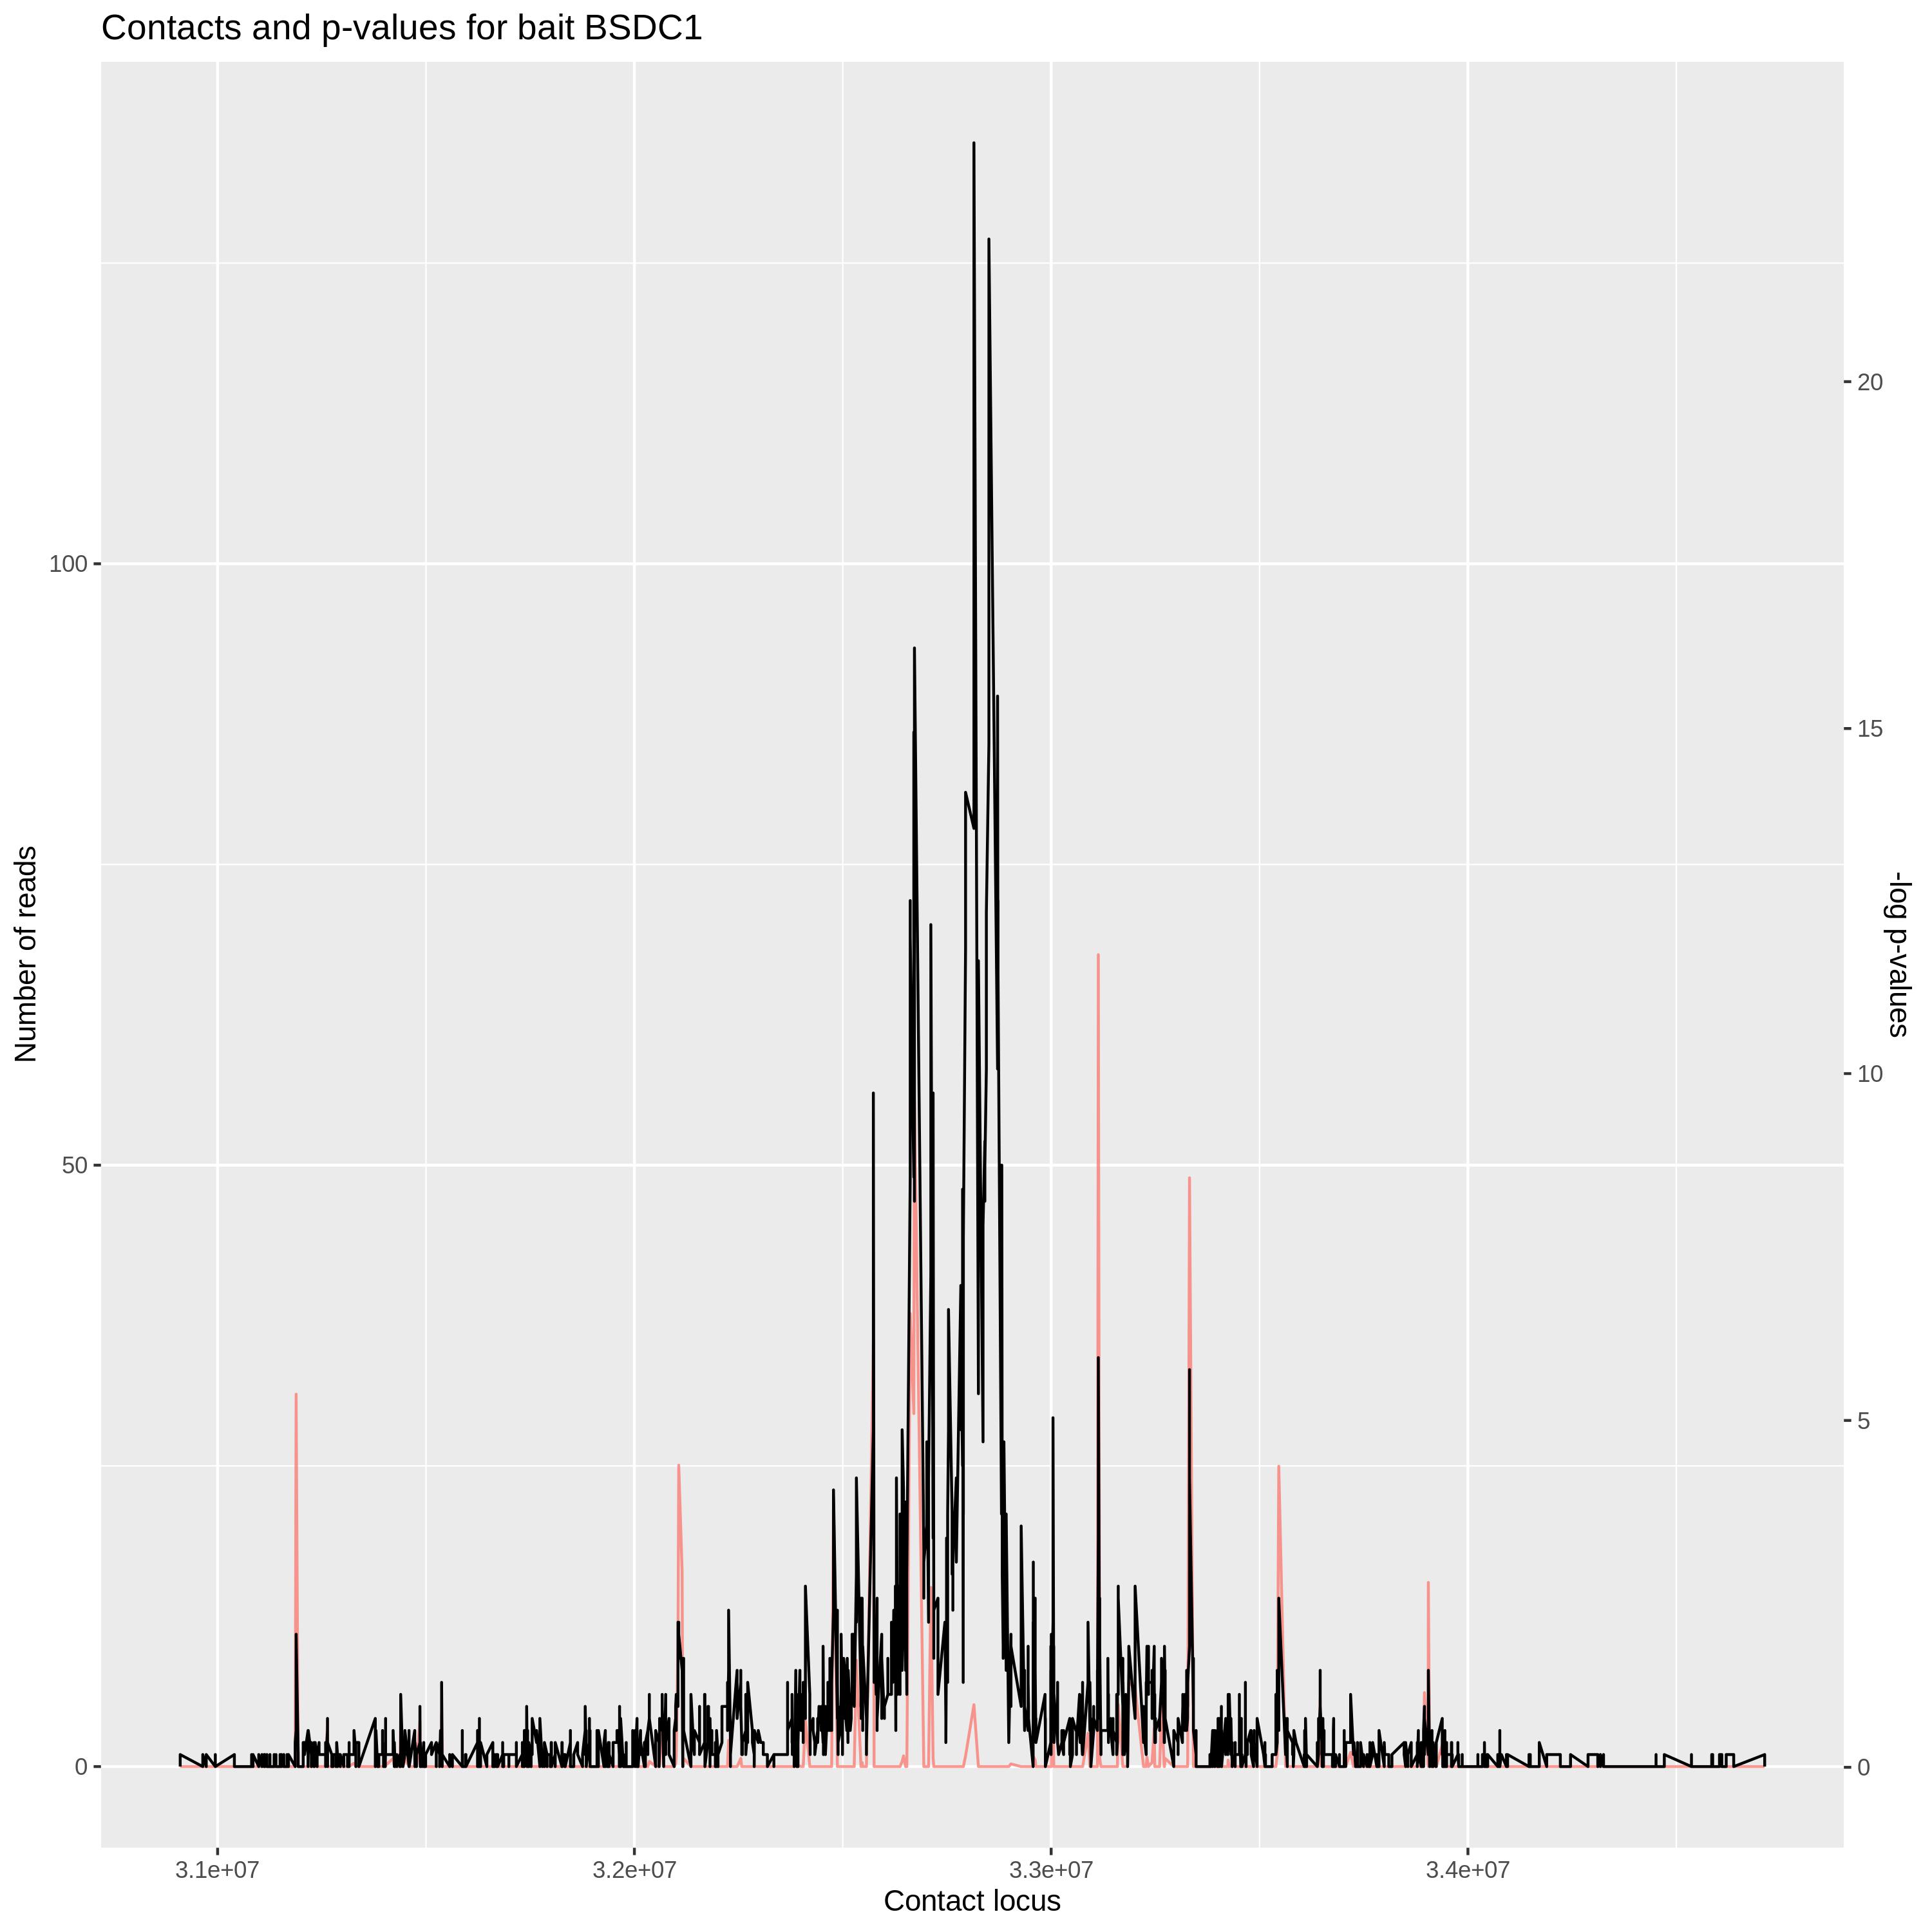 Contacts and p-values for bait BSDC1
Number of reads
100
50
0
20
15
10
5
0
-log p-values
3.1e+07 3.2e+07 3.3e+07 3.4e+07
Contact locus